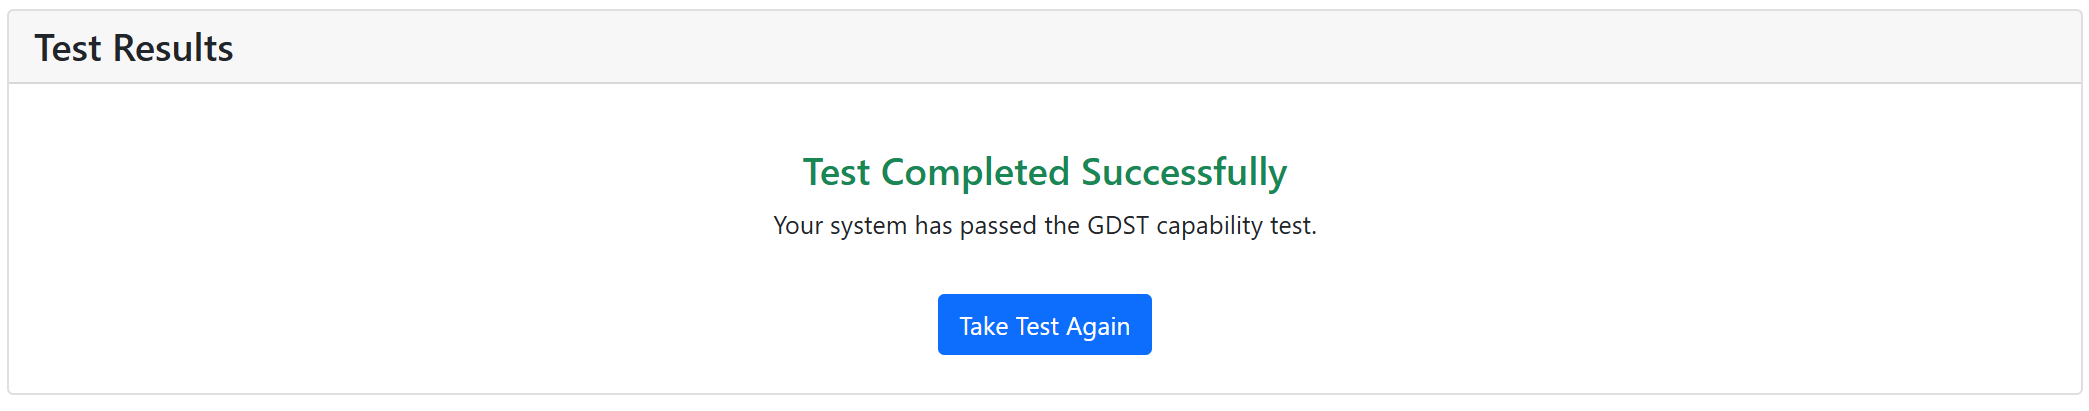 Test Results
Test Completed Successfully
Your system has passed the GDST capability test.
Take Test Again